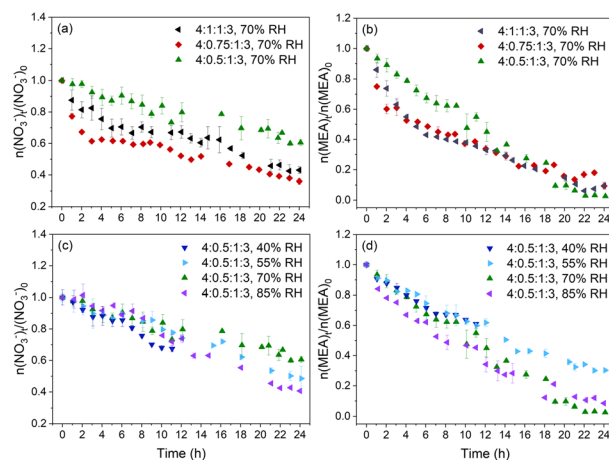 (a)
4:1:1:3, 70% RH
4:0.75:1:3, 70% RH
4:0.5:1:3, 70% RH
n(NO₃⁻)ₜ/(NO₃⁻)₀
1.4
1.2
1.0
0.8
0.6
0.4
0.2
0 2 4 6 8 10 12 14 16 18 20 22 24
(b)
4:1:1:3, 70% RH
4:0.75:1:3, 70% RH
4:0.5:1:3, 70% RH
n(MEA)ₜ/n(MEA)₀
1.2
1.0
0.8
0.6
0.4
0.2
0.0
0 2 4 6 8 10 12 14 16 18 20 22 24
(c)
4:0.5:1:3, 40% RH
4:0.5:1:3, 55% RH
4:0.5:1:3, 70% RH
4:0.5:1:3, 85% RH
n(NO₃⁻)ₜ/(NO₃⁻)₀
1.4
1.2
1.0
0.8
0.6
0.4
0.2
0 2 4 6 8 10 12 14 16 18 20 22 24
Time (h)
(d)
4:0.5:1:3, 40% RH
4:0.5:1:3, 55% RH
4:0.5:1:3, 70% RH
4:0.5:1:3, 85% RH
n(MEA)ₜ/n(MEA)₀
1.2
1.0
0.8
0.6
0.4
0.2
0.0
0 2 4 6 8 10 12 14 16 18 20 22 24
Time (h)